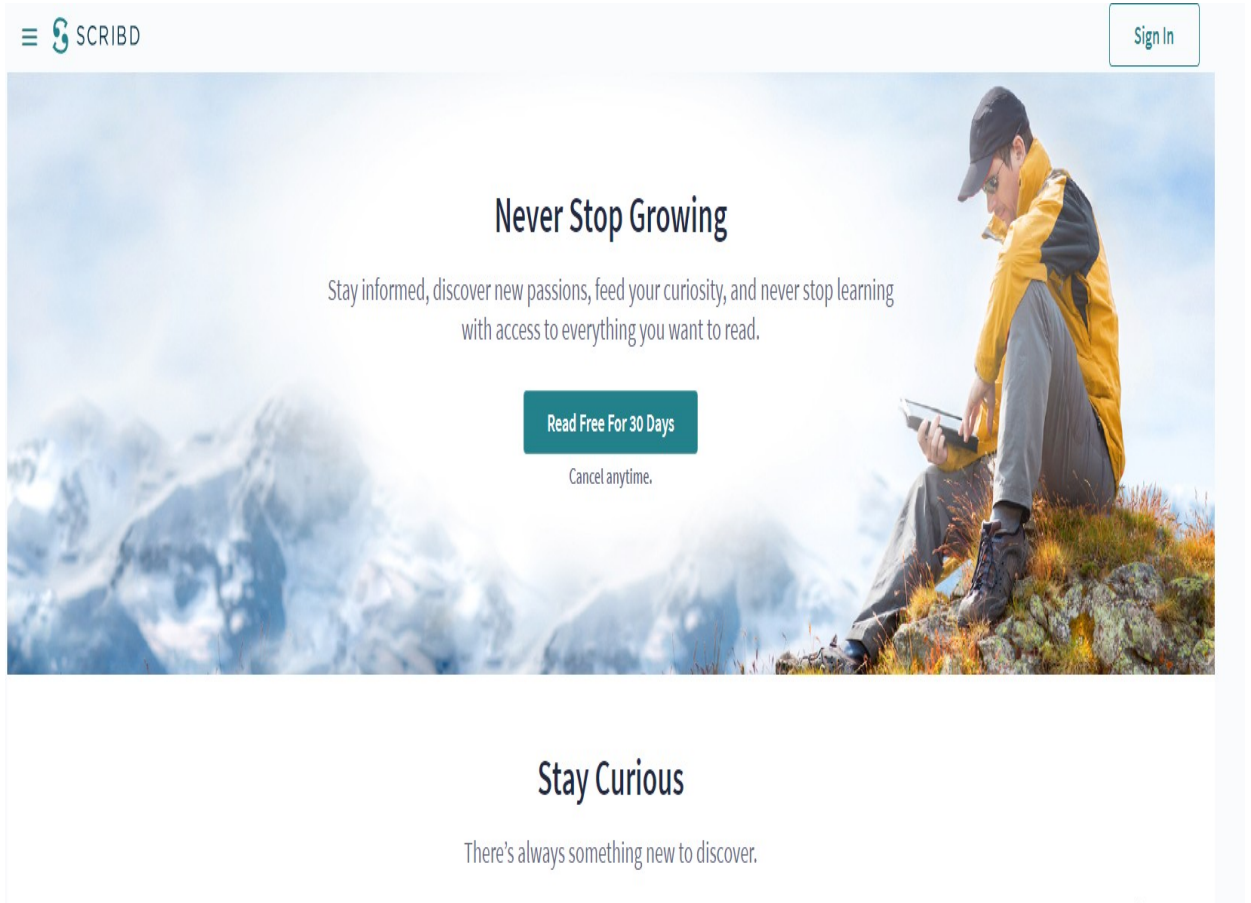 SCRIBD
Sign In
Never Stop Growing
Stay informed, discover new passions, feed your curiosity, and never stop learning
with access to everything you want to read.
Read Free For 30 Days
Cancel anytime.
Stay Curious
There’s always something new to discover.